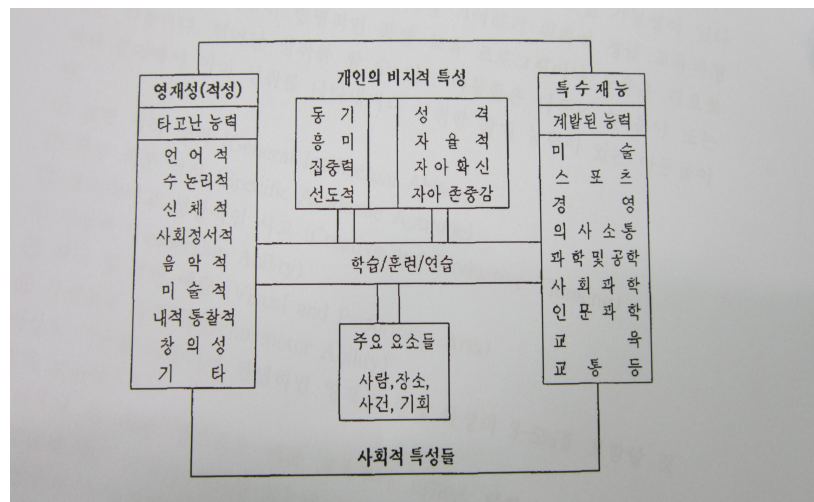 영재성(적성)
타고난 능력
언 어 적
수 논리적
신 체 적
사회정서적
음 악 적
미 술 적
내적 통찰적
창 의 성
기 타
개인의 비지적 특성
동 기
흥 미
집중력
선도적
성 격
자 율 적
자 아 확 신
자아 존중감
학습/훈련/연습
주요 요소들
사람,장소,
사건, 기회
사회적 특성들
특 수 재 능
계발된 능력
미 술
스 포 츠
경 영
의 사 소 통
과 학 및 공 학
사 회 과 학
인 문 과 학
교 육
교 통 등